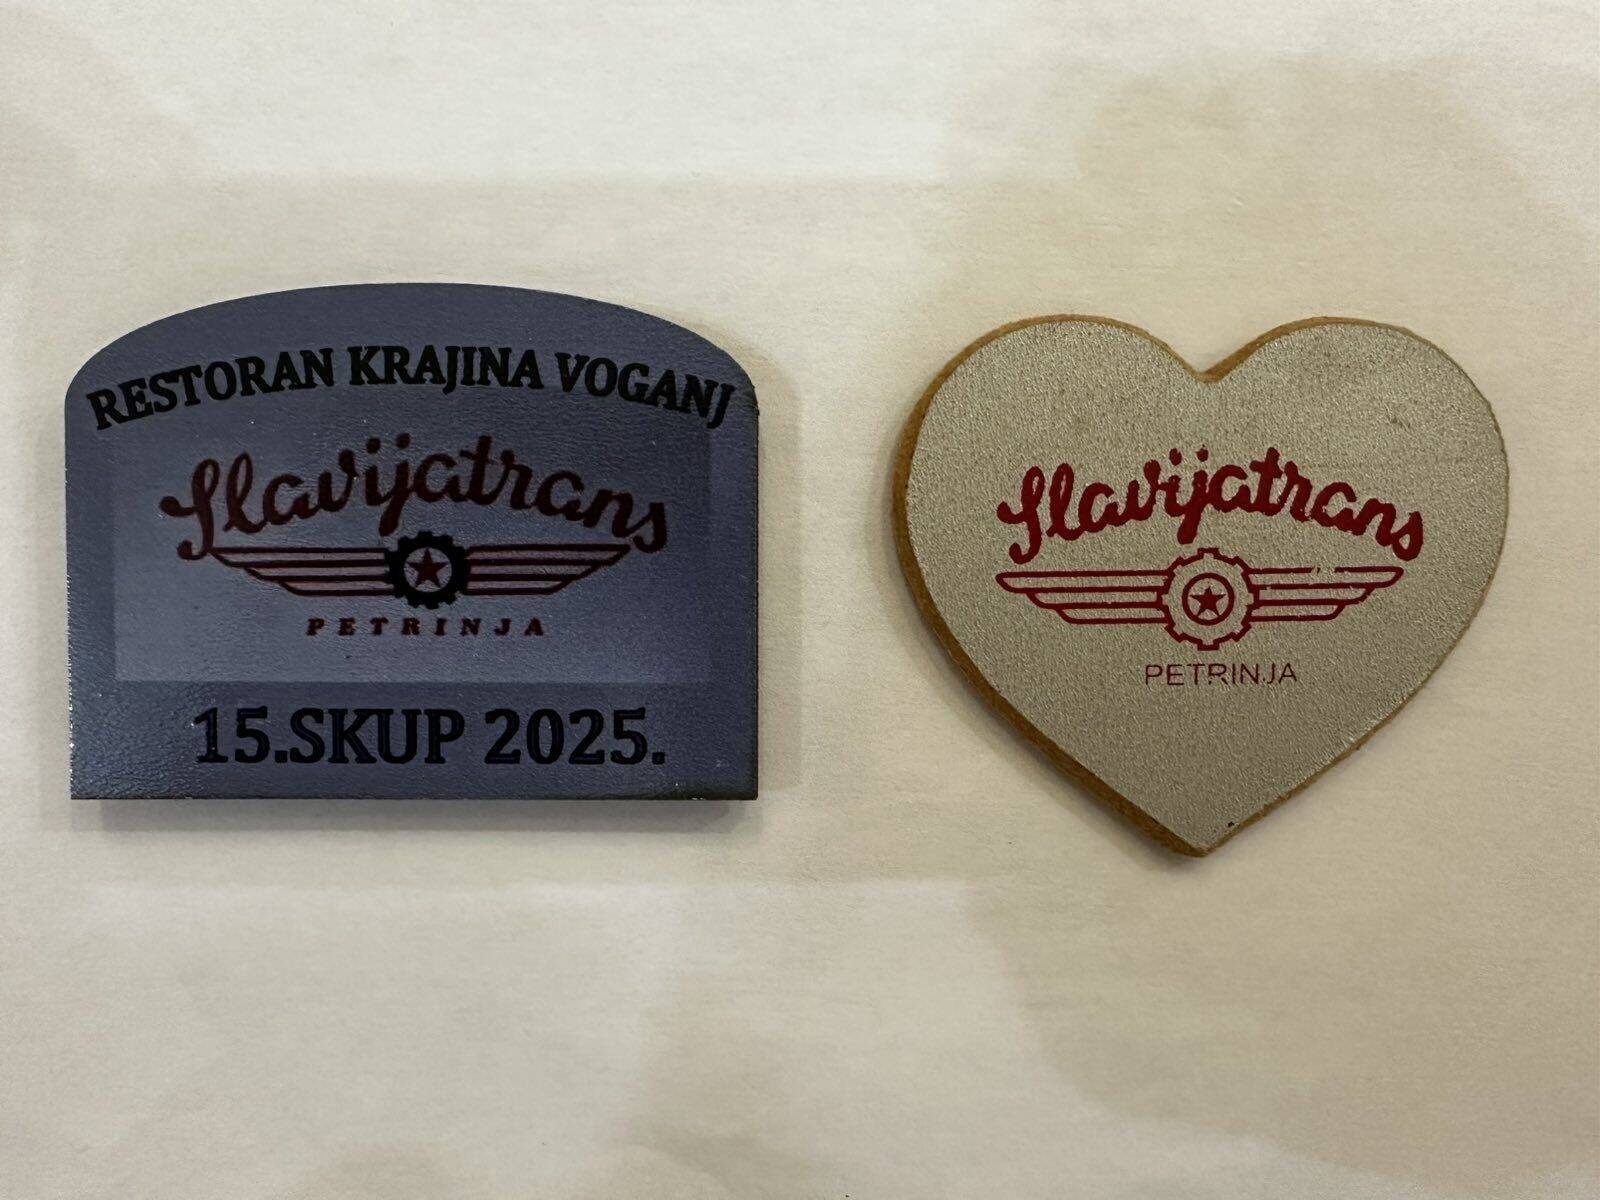 RESTORAN KRAJINA VOGANJ
Slavijatrans
PETRINJA
15.SKUP 2025.
Slavijatrans
PETRINJA